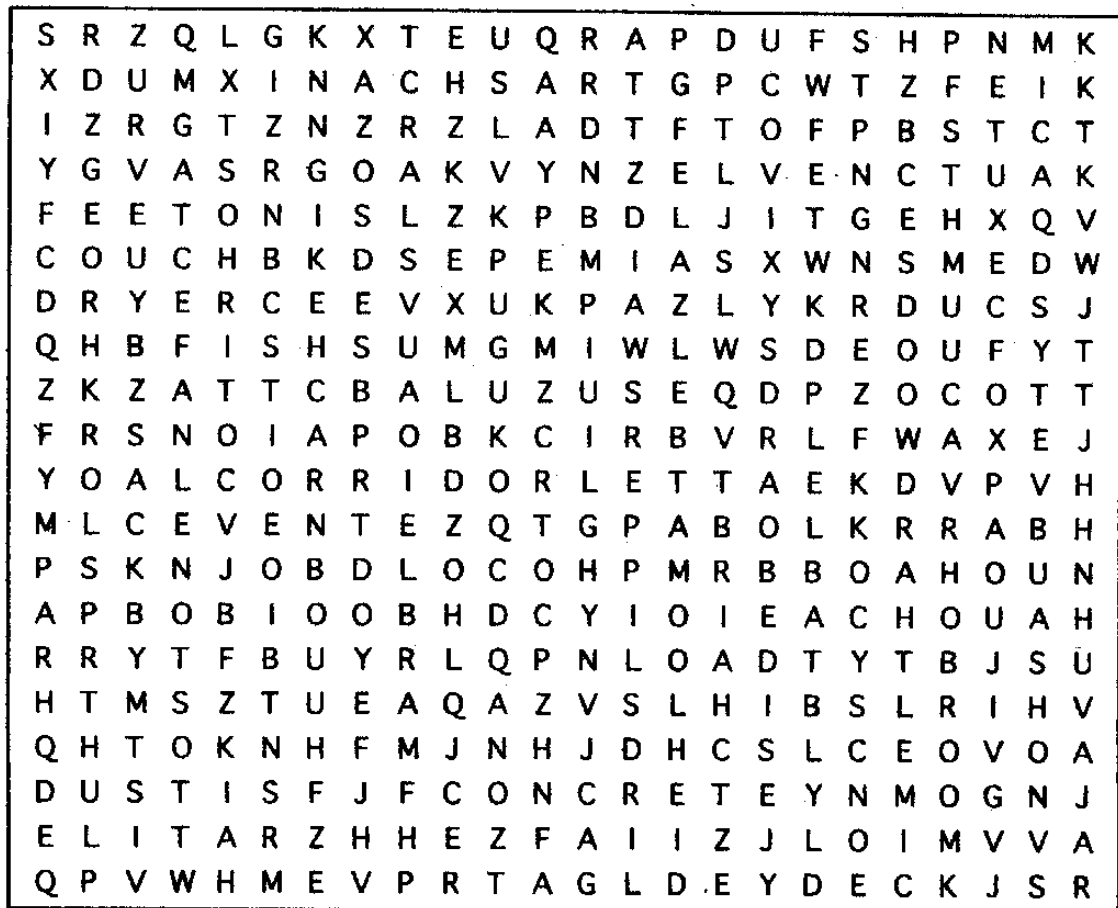 S R Z Q L G K X T E U Q R A P D U F S H P N M K
X D U M X I N A C H S A R T G P C W T Z F E I K
I Z R G T Z N Z R Z L A D T F T O F P B S T C T
Y G V A S R G O A K V Y N Z E L V E N C T U A K
F E E T O N I S L Z K P B D L J I T G E H X Q V
C O U C H B K D S E P E M I A S X W N S M E D W
D R Y E R C E E V X U K P A Z L Y K R D U C S J
Q H B F I S H S U M G M I W L W S D E O U F Y T
Z K Z A T T C B A L U Z U S E Q D P Z O C O T T
F R S N O I A P O B K C I R B V R L F W A X E J
Y O A L C O R R I D O R L E T T A E K D V P V H
M L C E V E N T E Z Q T G P A B O L K R R A B H
P S K N J O B D L O C O H P M R B B O A H O U N
A P B O B I O O B H D C Y I O I E A C H O U A H
R R Y T F B U Y R L Q P N L O A D T Y T B J S U
H T M S Z T U E A Q A Z V S L H I B S L R I H V
Q H T O K N H F M J N H J D H C S L C E O V O A
D U S T I S F J F C O N C R E T E Y N M O G N J
E L I T A R Z H H E Z F A I I Z J L O I M V V A
Q P V W H M E V P R T A G L D E Y D E C K J S R